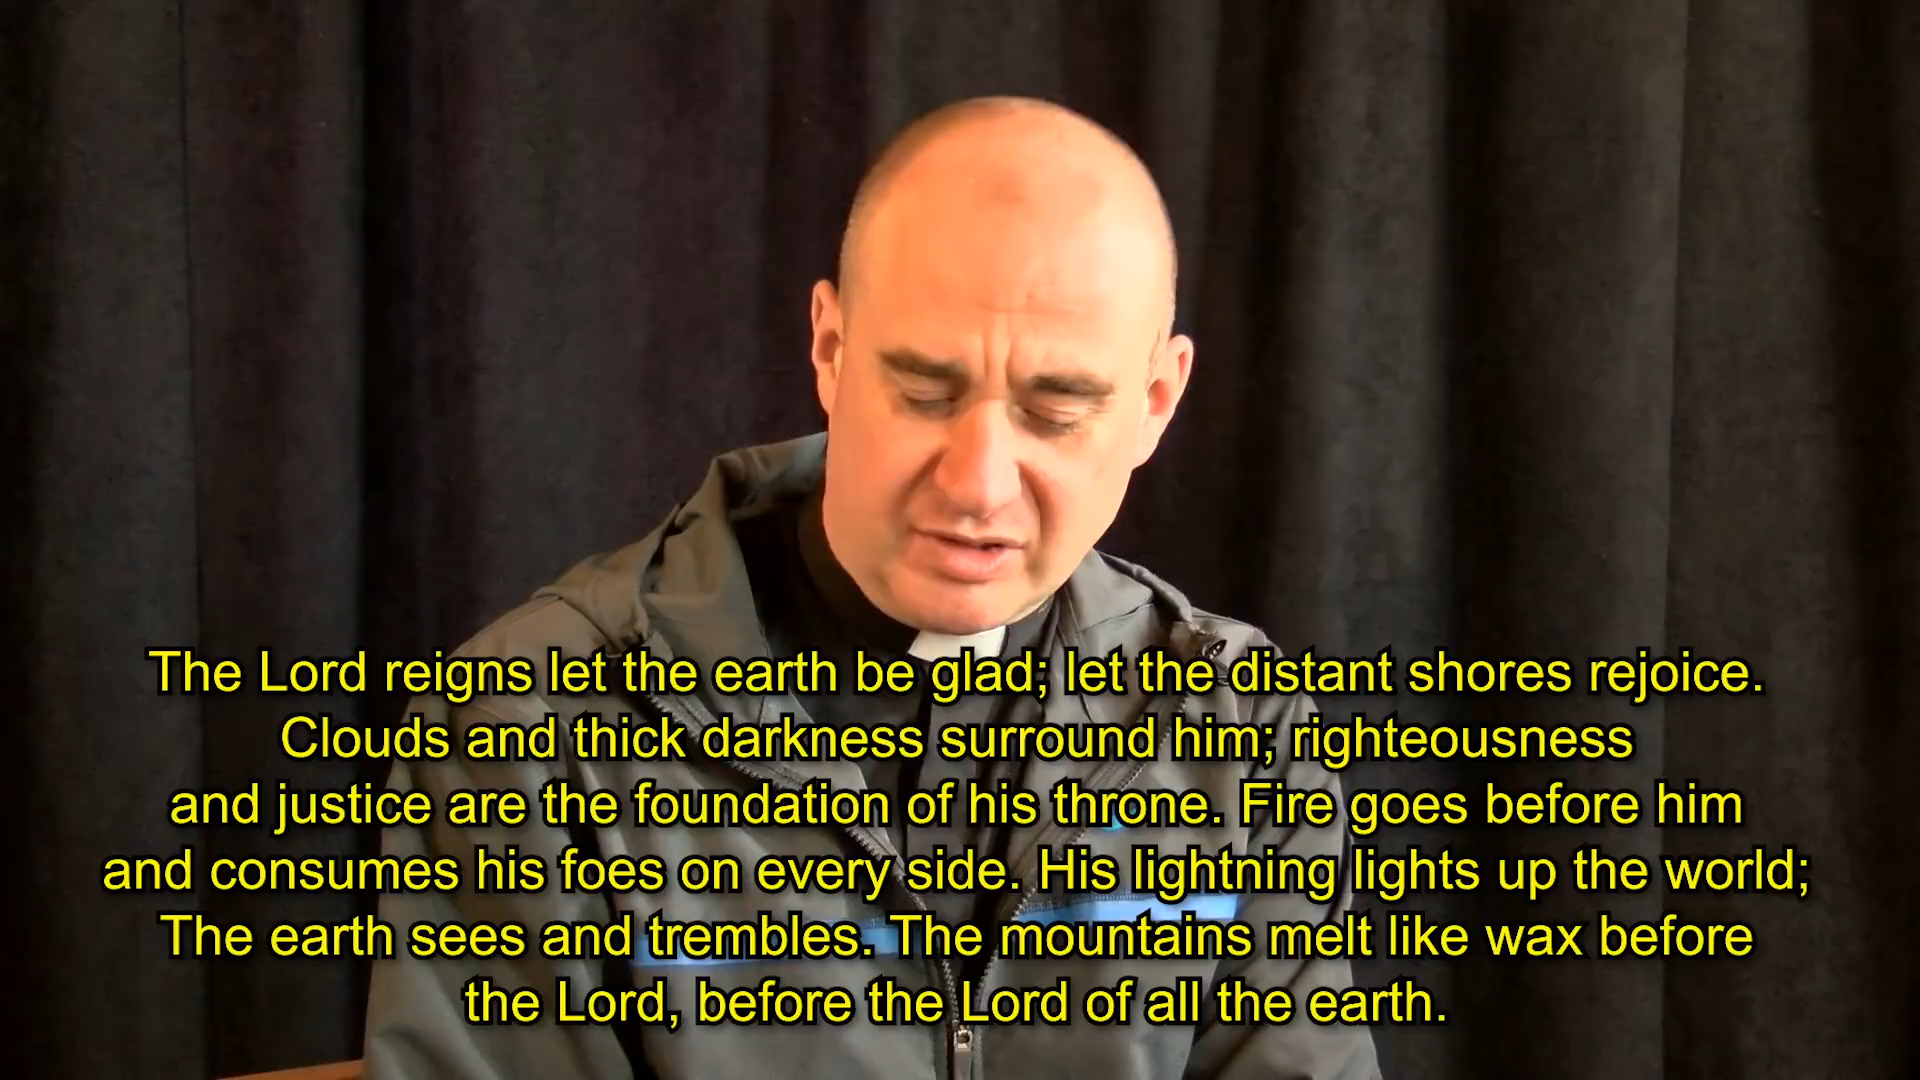 The Lord reigns let the earth be glad; let the distant shores rejoice.
Clouds and thick darkness surround him; righteousness
and justice are the foundation of his throne. Fire goes before him
and consumes his foes on every side. His lightning lights up the world;
The earth sees and trembles. The mountains melt like wax before
the Lord, before the Lord of all the earth.